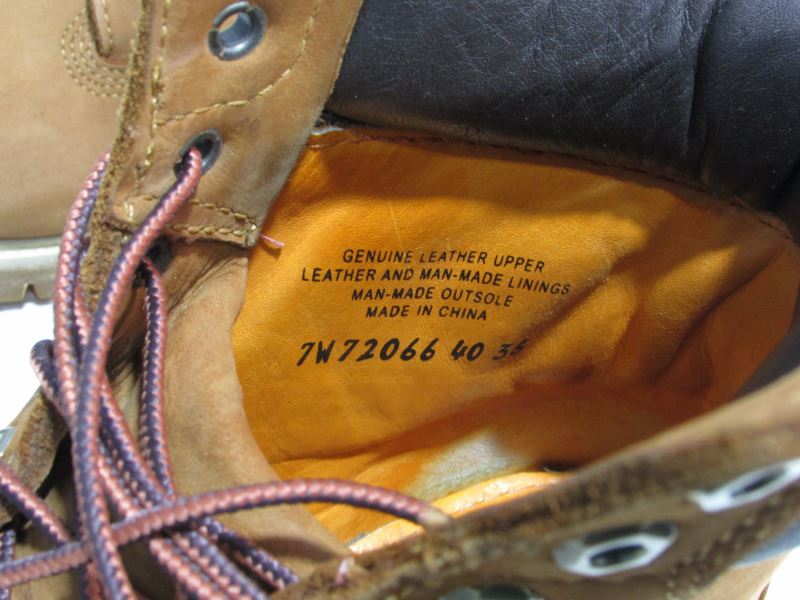 GENUINE LEATHER UPPER
LEATHER AND MAN-MADE LININGS
MAN-MADE OUTSOLE
MADE IN CHINA
7W72066 40